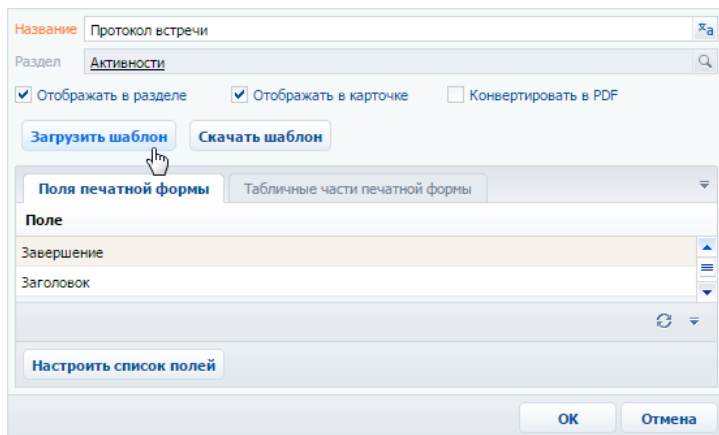 Название Протокол встречи
Раздел Активности
Отображать в разделе Отображать в карточке Конвертировать в PDF
Загрузить шаблон Скачать шаблон
Поля печатной формы Табличные части печатной формы
Поле
Завершение
Заголовок
Настроить список полей
ОК Отмена